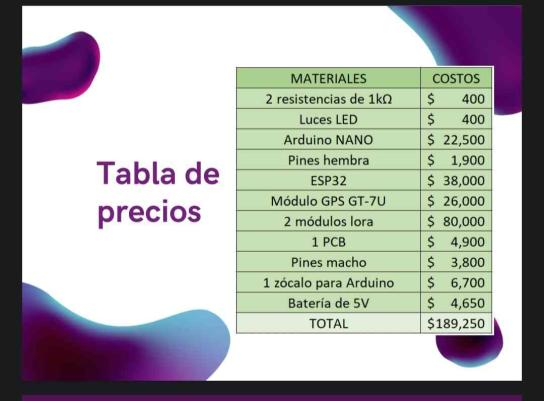 Tabla de
precios
MATERIALES COSTOS
2 resistencias de 1kΩ $ 400
Luces LED $ 400
Arduino NANO $ 22,500
Pines hembra $ 1,900
ESP32 $ 38,000
Módulo GPS GT-7U $ 26,000
2 módulos lora $ 80,000
1 PCB $ 4,900
Pines macho $ 3,800
1 zócalo para Arduino $ 6,700
Batería de 5V $ 4,650
TOTAL $189,250